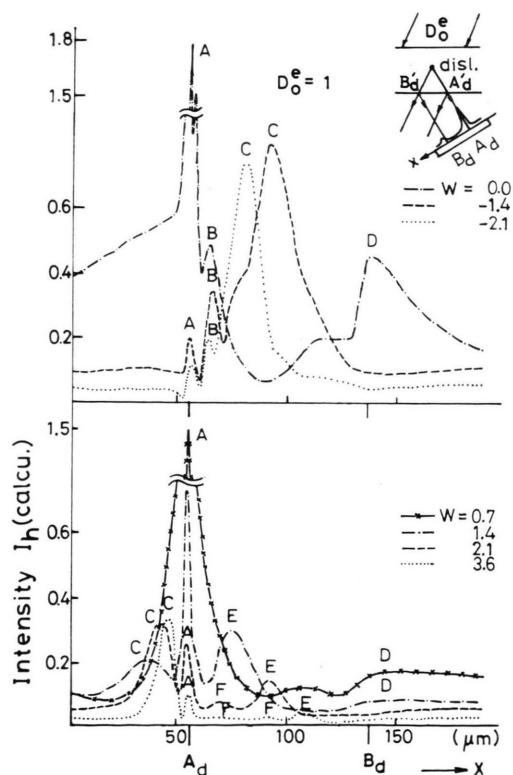 1.8
1.5
0.6
0.4
0.2
A
B
B
B
A
C
C
D
D₀ᵉ = 1
D₀ᵉ
disl.
B'd A'd
x
Bd Ad
W = 0.0
-1.4
-2.1
Intensity Ih (calcu.)
1.5
0.6
0.4
0.2
A
C
C
C
A
A
E
E
E
F
F
F
D
D
W = 0.7
1.4
2.1
3.6
50 100 150 (μm)
Ad Bd X